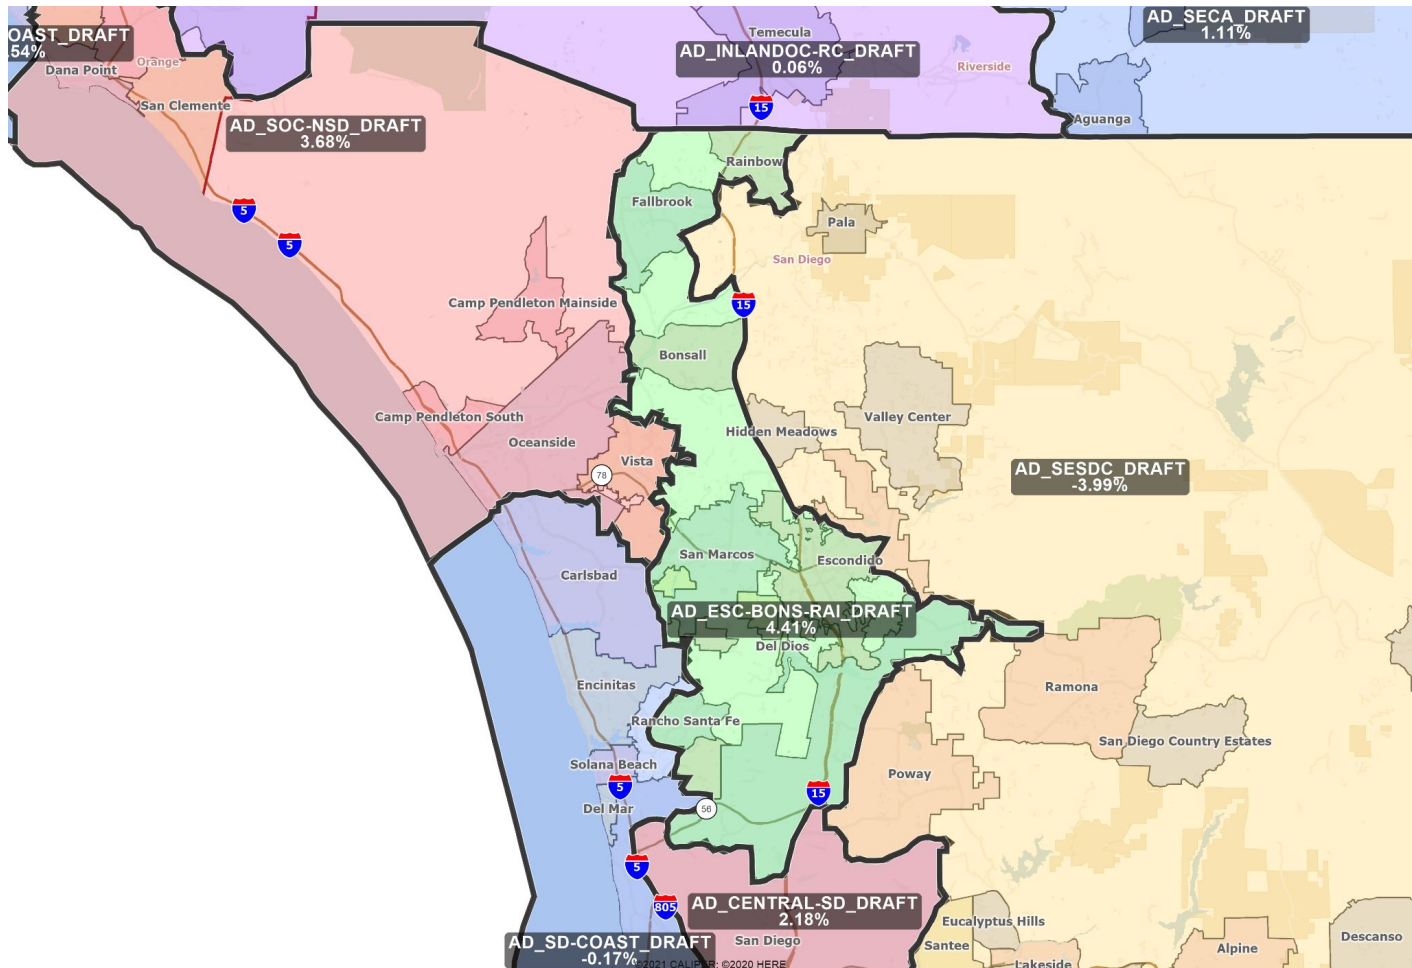 OAST_DRAFT
.54%
Dana Point
Orange
San Clemente
AD_SOC-NSD_DRAFT
3.68%
Temecula
AD_INLANDOC-RC_DRAFT
0.06%
Riverside
15
AD_SECA_DRAFT
1.11%
Aguanga
Rainbow
Fallbrook
Pala
San Diego
5
5
15
Camp Pendleton Mainside
Bonsall
Camp Pendleton South
Oceanside
Valley Center
Hidden Meadows
Vista
78
AD_SESDC_DRAFT
-3.99%
San Marcos
Escondido
Carlsbad
AD_ESC-BONS-RAI_DRAFT
4.41%
Del Dios
Encinitas
Ramona
Rancho Santa Fe
San Diego Country Estates
Solana Beach
Poway
5
15
Del Mar
56
5
805
AD_CENTRAL-SD_DRAFT
2.18%
San Diego
AD_SD-COAST_DRAFT
-0.17%
Eucalyptus Hills
Santee
Lakeside
Alpine
Descanso
©2021 CALIPER; ©2020 HERE